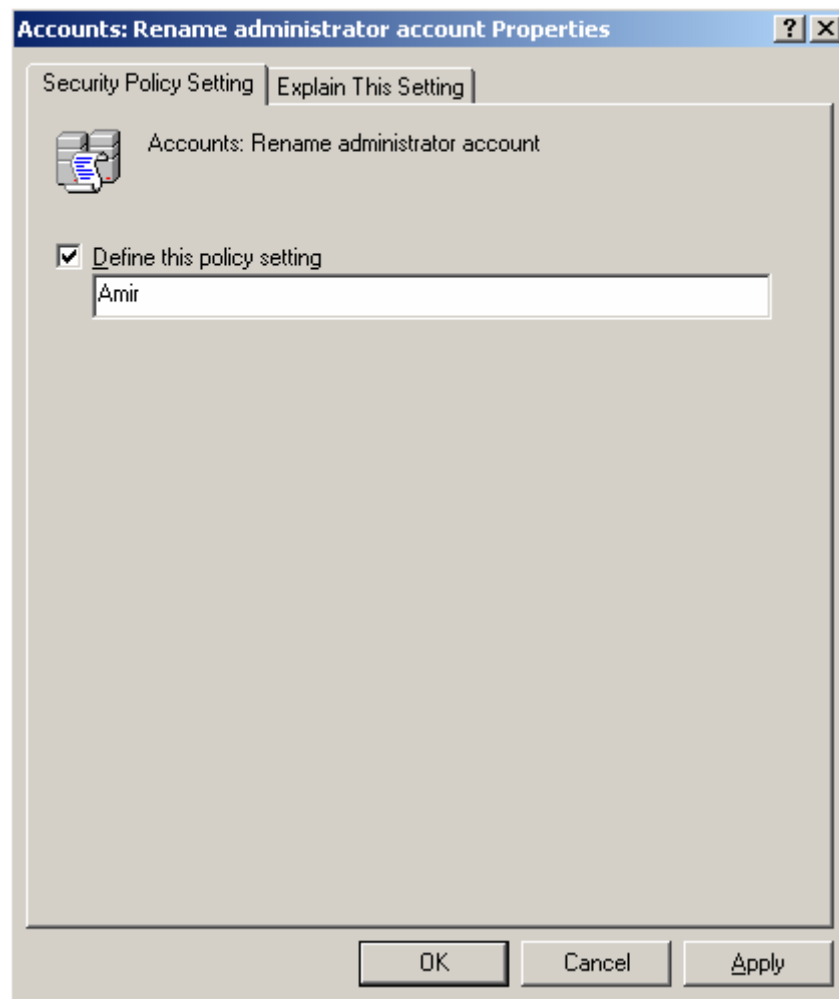 Accounts: Rename administrator account Properties
Security Policy Setting
Explain This Setting
Accounts: Rename administrator account
Define this policy setting
Amir
OK
Cancel
Apply